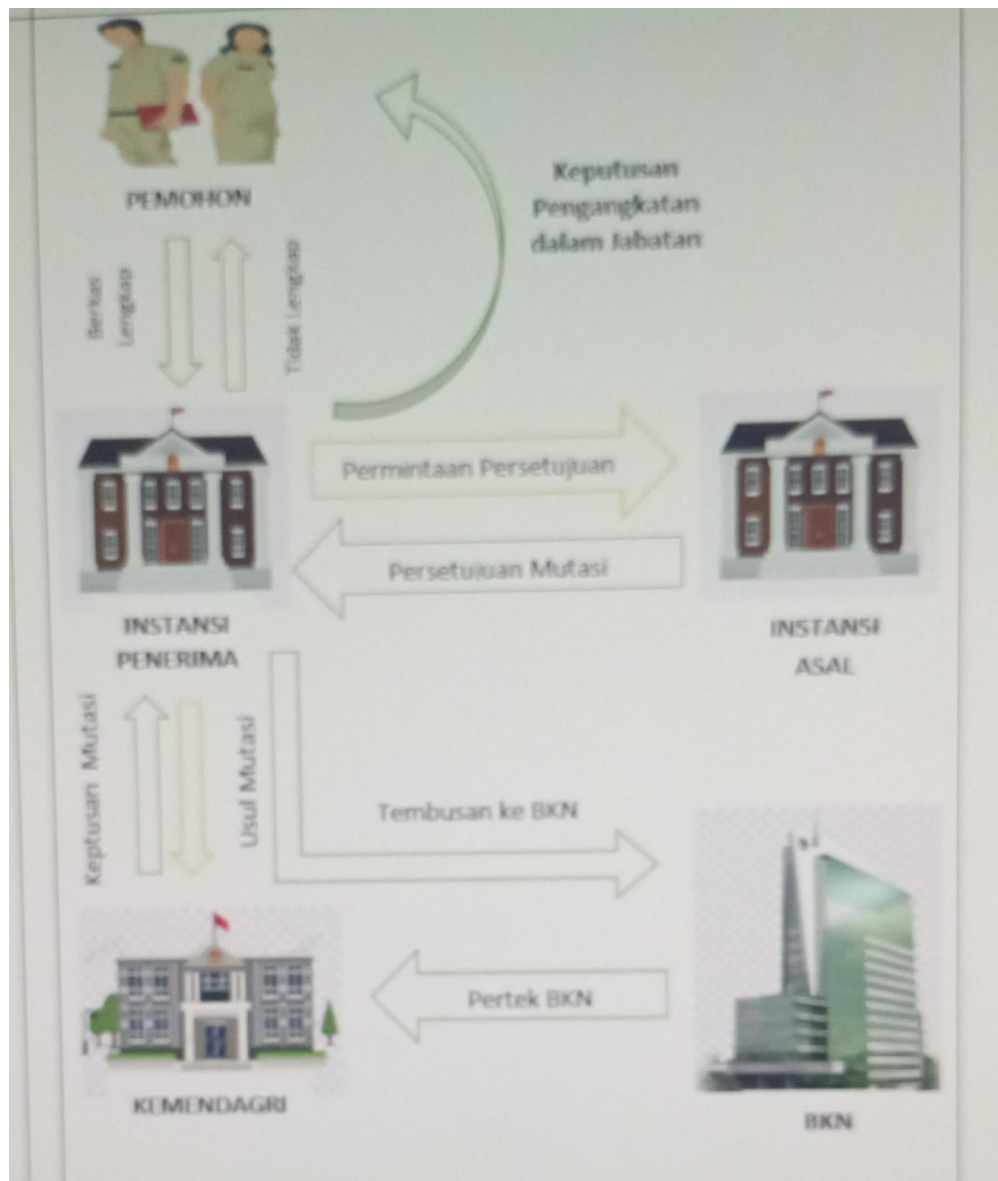 PEMOHON
Keputusan
Pengangkatan
dalam Jabatan
Berkas
Lengkap
Tidak Lengkap
Permintaan Persetujuan
Persetujuan Mutasi
INSTANSI
PENERIMA
INSTANSI
ASAL
Keptusan Mutasi
Usul Mutasi
Tembusan ke BKN
Pertek BKN
KEMENDAGRI
BKN